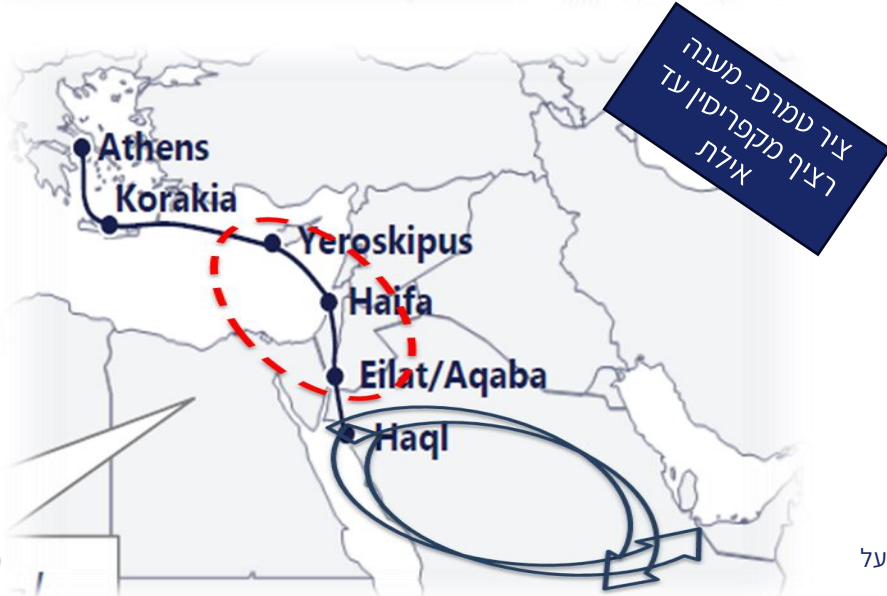 ציר טמרס- מענה
רציף מקפריסין עד
אילת
Athens
Korakia
Yeroskipus
Haifa
Eilat/Aqaba
Haql
על